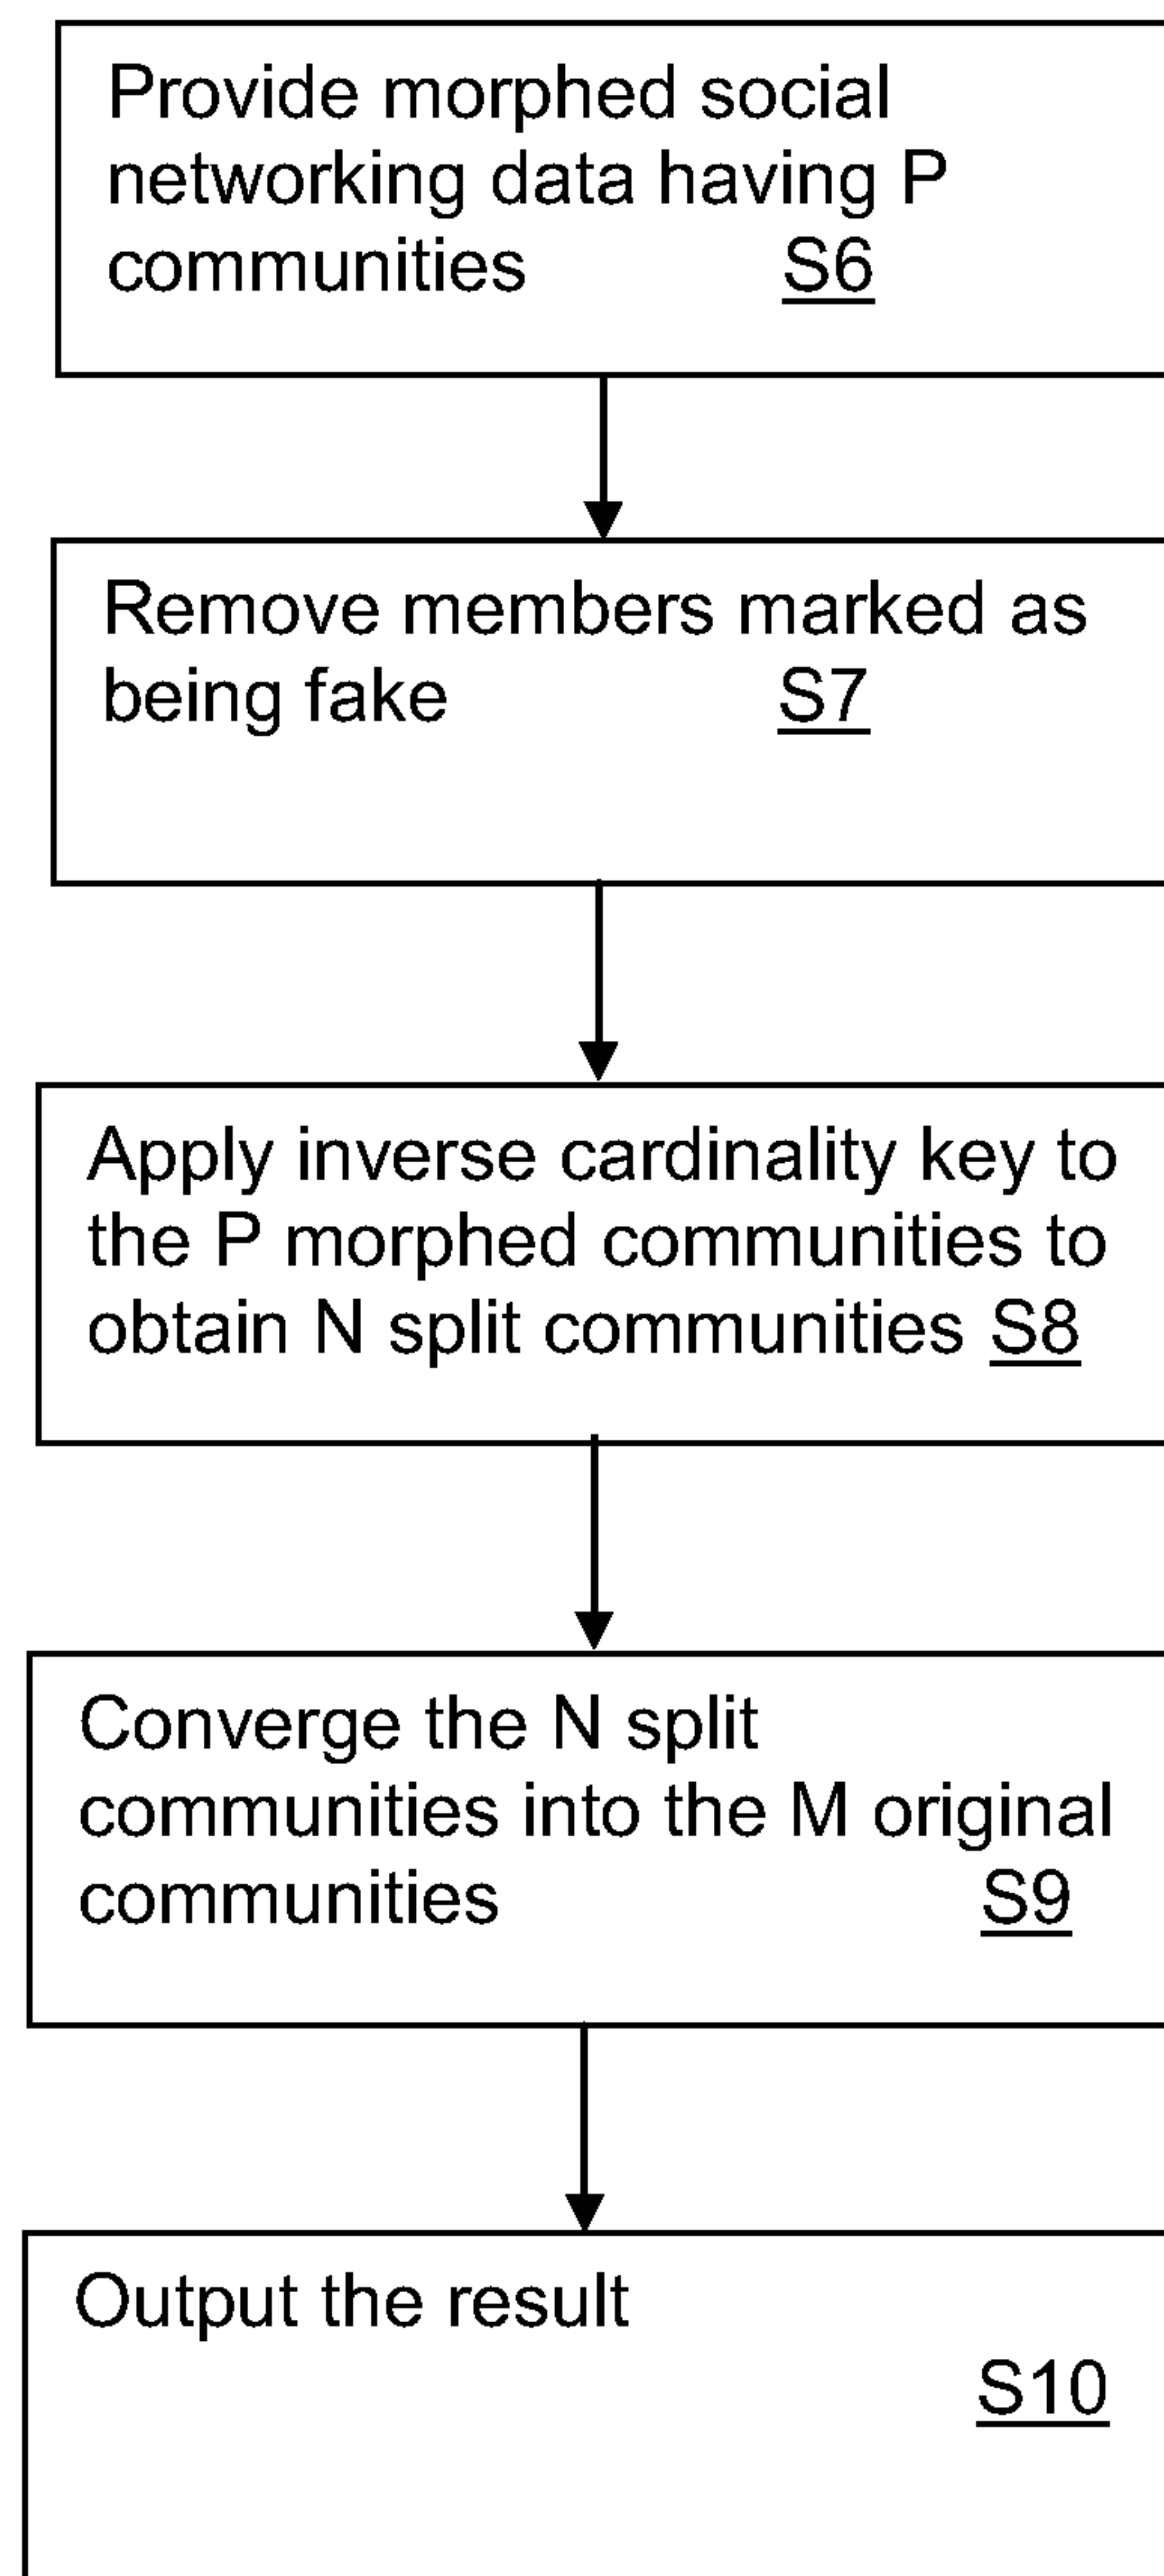 Provide morphed social
networking data having P
communities S6
Remove members marked as
being fake S7
Apply inverse cardinality key to
the P morphed communities to
obtain N split communities S8
Converge the N split
communities into the M original
communities S9
Output the result
S10